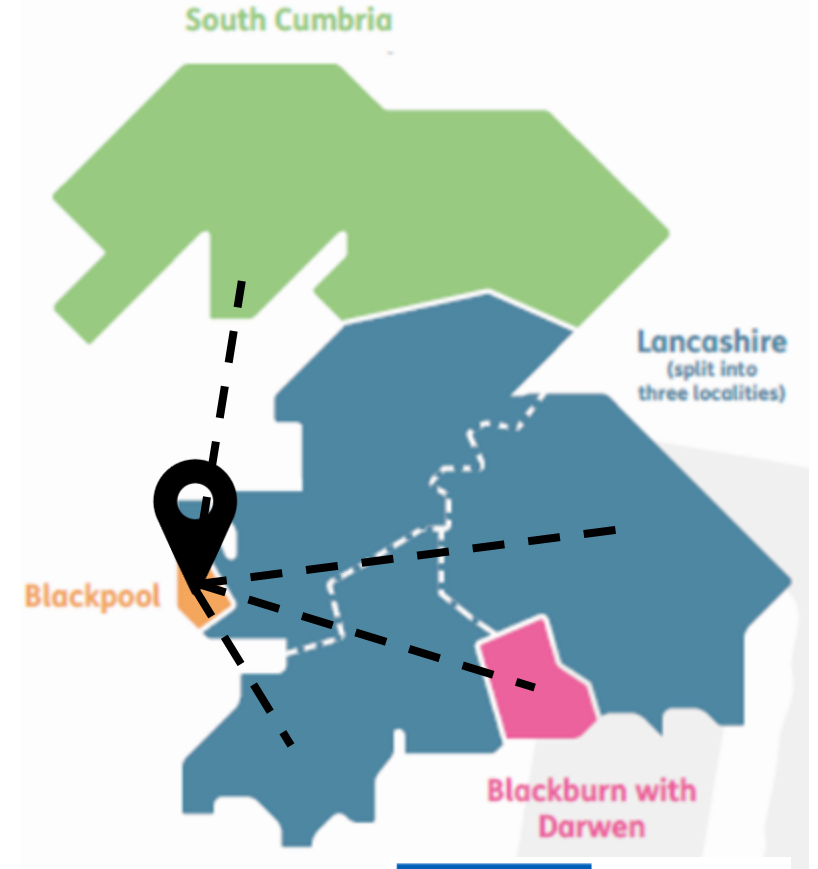 South Cumbria
Lancashire
(split into
three localities)
Blackpool
Blackburn with
Darwen